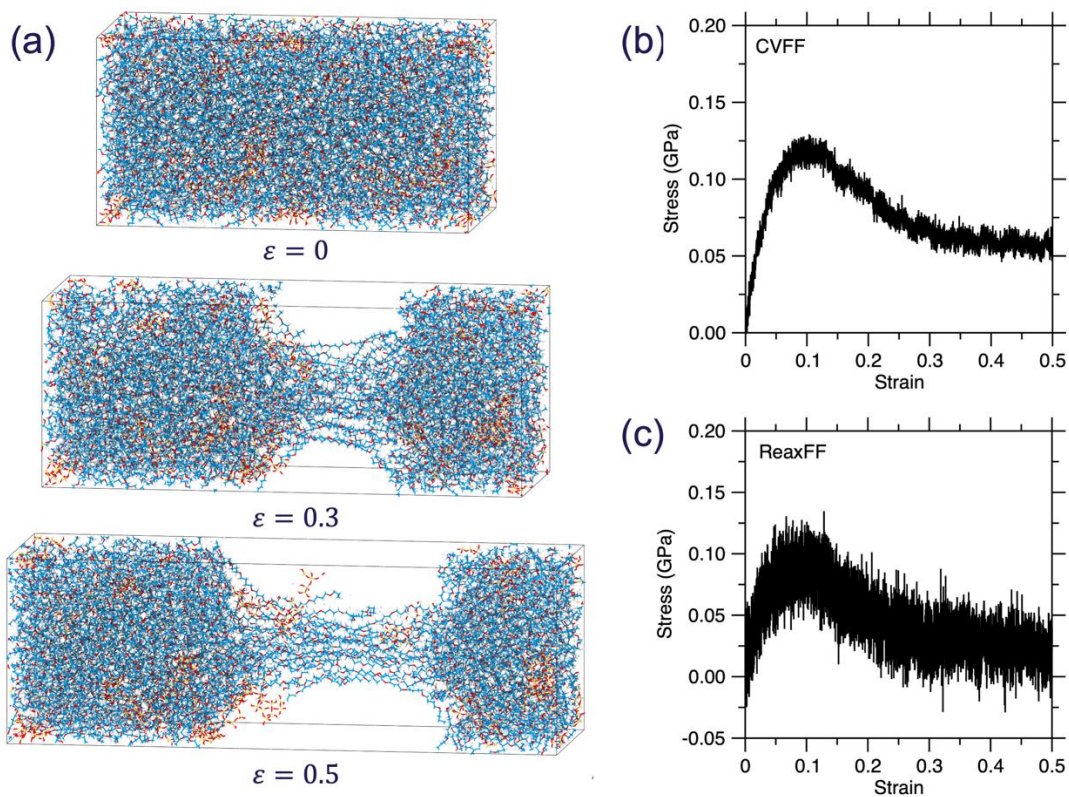 (a)
ε = 0
ε = 0.3
ε = 0.5
(b)
CVFF
0.20
0.15
0.10
0.05
0.00
Stress (GPa)
0 0.1 0.2 0.3 0.4 0.5
Strain
(c)
ReaxFF
0.20
0.15
0.10
0.05
0.00
-0.05
Stress (GPa)
0 0.1 0.2 0.3 0.4 0.5
Strain